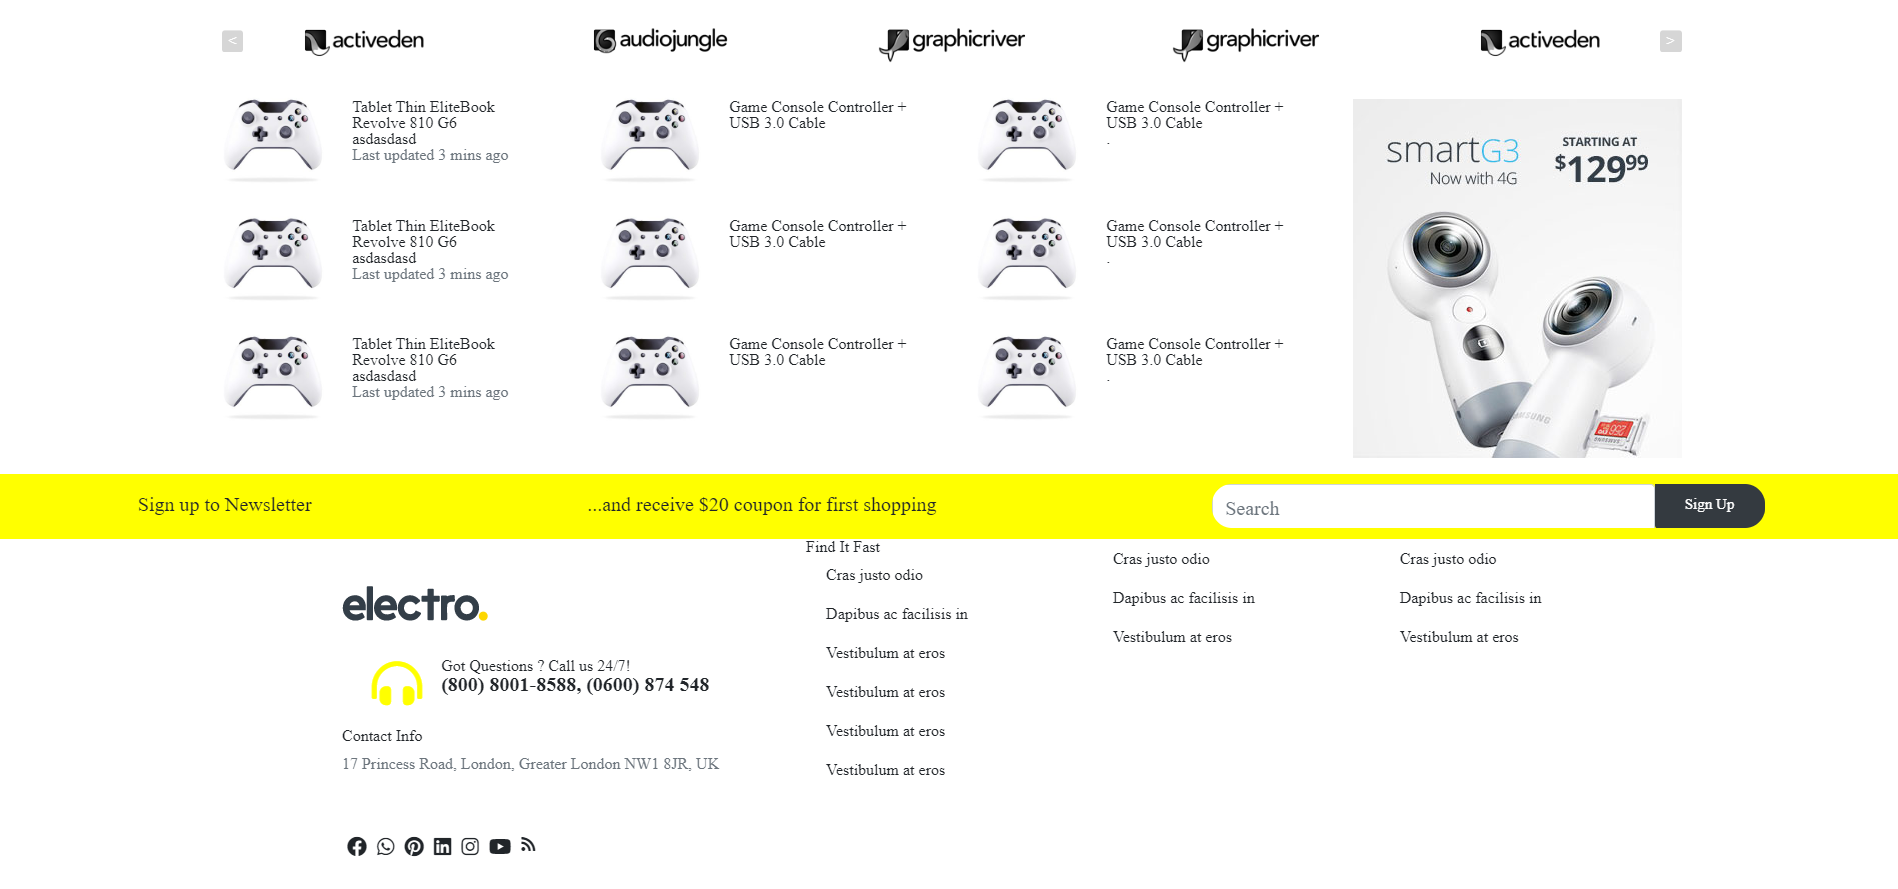 <
activeden
audiojungle
graphicriver
graphicriver
activeden
>
Tablet Thin EliteBook
Revolve 810 G6
asdasdasd
Last updated 3 mins ago
Game Console Controller +
USB 3.0 Cable
Game Console Controller +
USB 3.0 Cable
.
Tablet Thin EliteBook
Revolve 810 G6
asdasdasd
Last updated 3 mins ago
Game Console Controller +
USB 3.0 Cable
Game Console Controller +
USB 3.0 Cable
.
Tablet Thin EliteBook
Revolve 810 G6
asdasdasd
Last updated 3 mins ago
Game Console Controller +
USB 3.0 Cable
Game Console Controller +
USB 3.0 Cable
.
smartG3
Now with 4G
STARTING AT
$129 99
SAMSUNG
256
SAMSUNG
Sign up to Newsletter
...and receive $20 coupon for first shopping
Search
Sign Up
electro.
Got Questions ? Call us 24/7!
(800) 8001-8588, (0600) 874 548
Contact Info
17 Princess Road, London, Greater London NW1 8JR, UK
Find It Fast
Cras justo odio
Dapibus ac facilisis in
Vestibulum at eros
Vestibulum at eros
Vestibulum at eros
Vestibulum at eros
Cras justo odio
Dapibus ac facilisis in
Vestibulum at eros
Cras justo odio
Dapibus ac facilisis in
Vestibulum at eros